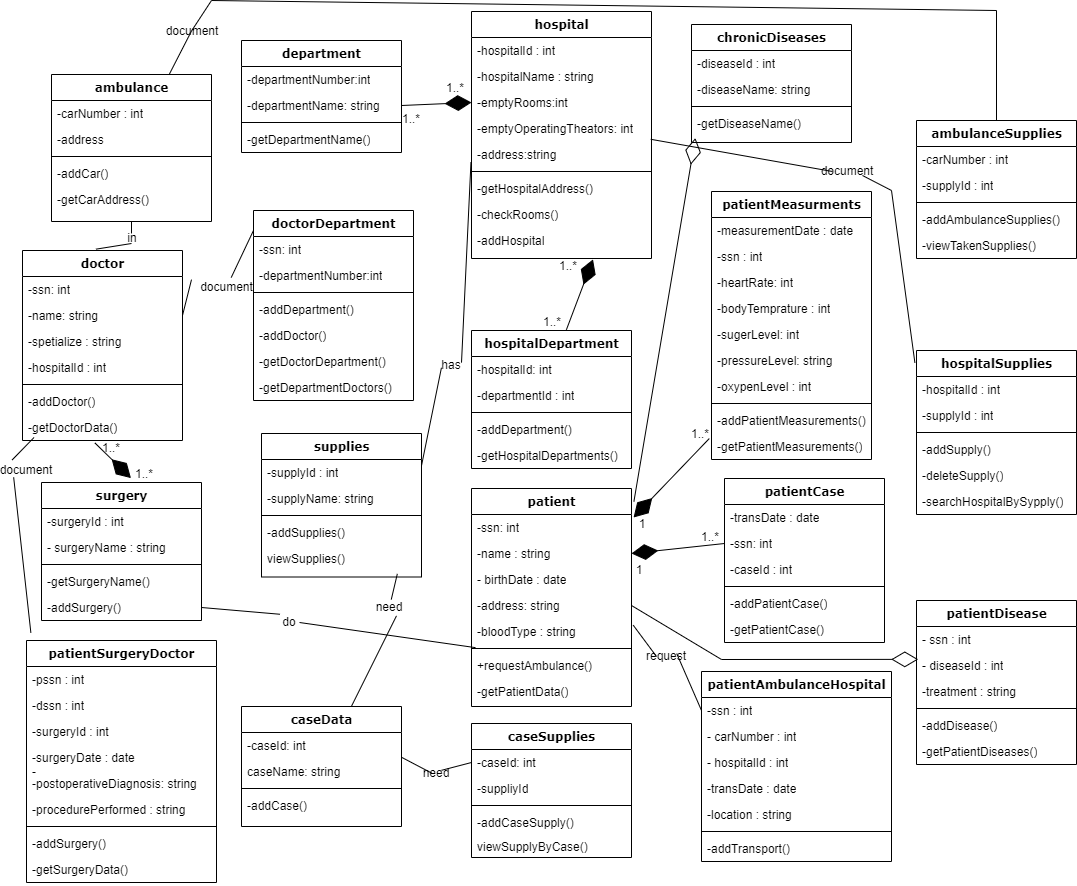 document
ambulance
-carNumber : int
-address
-addCar()
-getCarAddress()
in
department
-departmentNumber:int
-departmentName: string
-getDepartmentName()
1..*
1..*
hospital
-hospitalId : int
-hospitalName : string
-emptyRooms:int
-emptyOperatingTheators: int
-address:string
-getHospitalAddress()
-checkRooms()
-addHospital
chronicDiseases
-diseaseId : int
-diseaseName: string
-getDiseaseName()
document
ambulanceSupplies
-carNumber : int
-supplyId : int
-addAmbulanceSupplies()
-viewTakenSupplies()
doctor
-ssn: int
-name: string
-spetialize : string
-hospitalId : int
-addDoctor()
-getDoctorData()
document
doctorDepartment
-ssn: int
-departmentNumber:int
-addDepartment()
-addDoctor()
-getDoctorDepartment()
-getDepartmentDoctors()
1..*
1..*
hospitalDepartment
-hospitalId: int
-departmentId : int
-addDepartment()
-getHospitalDepartments()
has
patientMeasurments
-measurementDate : date
-ssn : int
-heartRate: int
-bodyTemprature : int
-sugerLevel: int
-pressureLevel: string
-oxypenLevel : int
-addPatientMeasurements()
-getPatientMeasurements()
1..*
1
hospitalSupplies
-hospitalId : int
-supplyId : int
-addSupply()
-deleteSupply()
-searchHospitalBySypply()
document
1..*
1..*
surgery
-surgeryId : int
- surgeryName : string
-getSurgeryName()
-addSurgery()
do
supplies
-supplyId : int
-supplyName: string
-addSupplies()
viewSupplies()
need
patient
-ssn: int
-name : string
- birthDate : date
-address: string
-bloodType : string
+requestAmbulance()
-getPatientData()
1..*
1
patientCase
-transDate : date
-ssn: int
-caseId : int
-addPatientCase()
-getPatientCase()
request
patientDisease
- ssn : int
- diseaseId : int
-treatment : string
-addDisease()
-getPatientDiseases()
patientSurgeryDoctor
-pssn : int
-dssn : int
-surgeryId : int
-surgeryDate : date
-
-postoperativeDiagnosis: string
-procedurePerformed : string
-addSurgery()
-getSurgeryData()
caseData
-caseId: int
caseName: string
-addCase()
need
caseSupplies
-caseId: int
-suppliyId
-addCaseSupply()
viewSupplyByCase()
patientAmbulanceHospital
-ssn : int
- carNumber : int
- hospitalId : int
-transDate : date
-location : string
-addTransport()